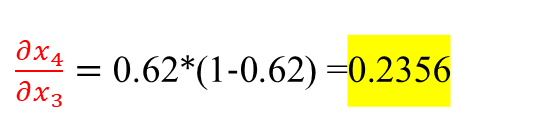 ∂x₄/∂x₃ = 0.62*(1-0.62) =0.2356